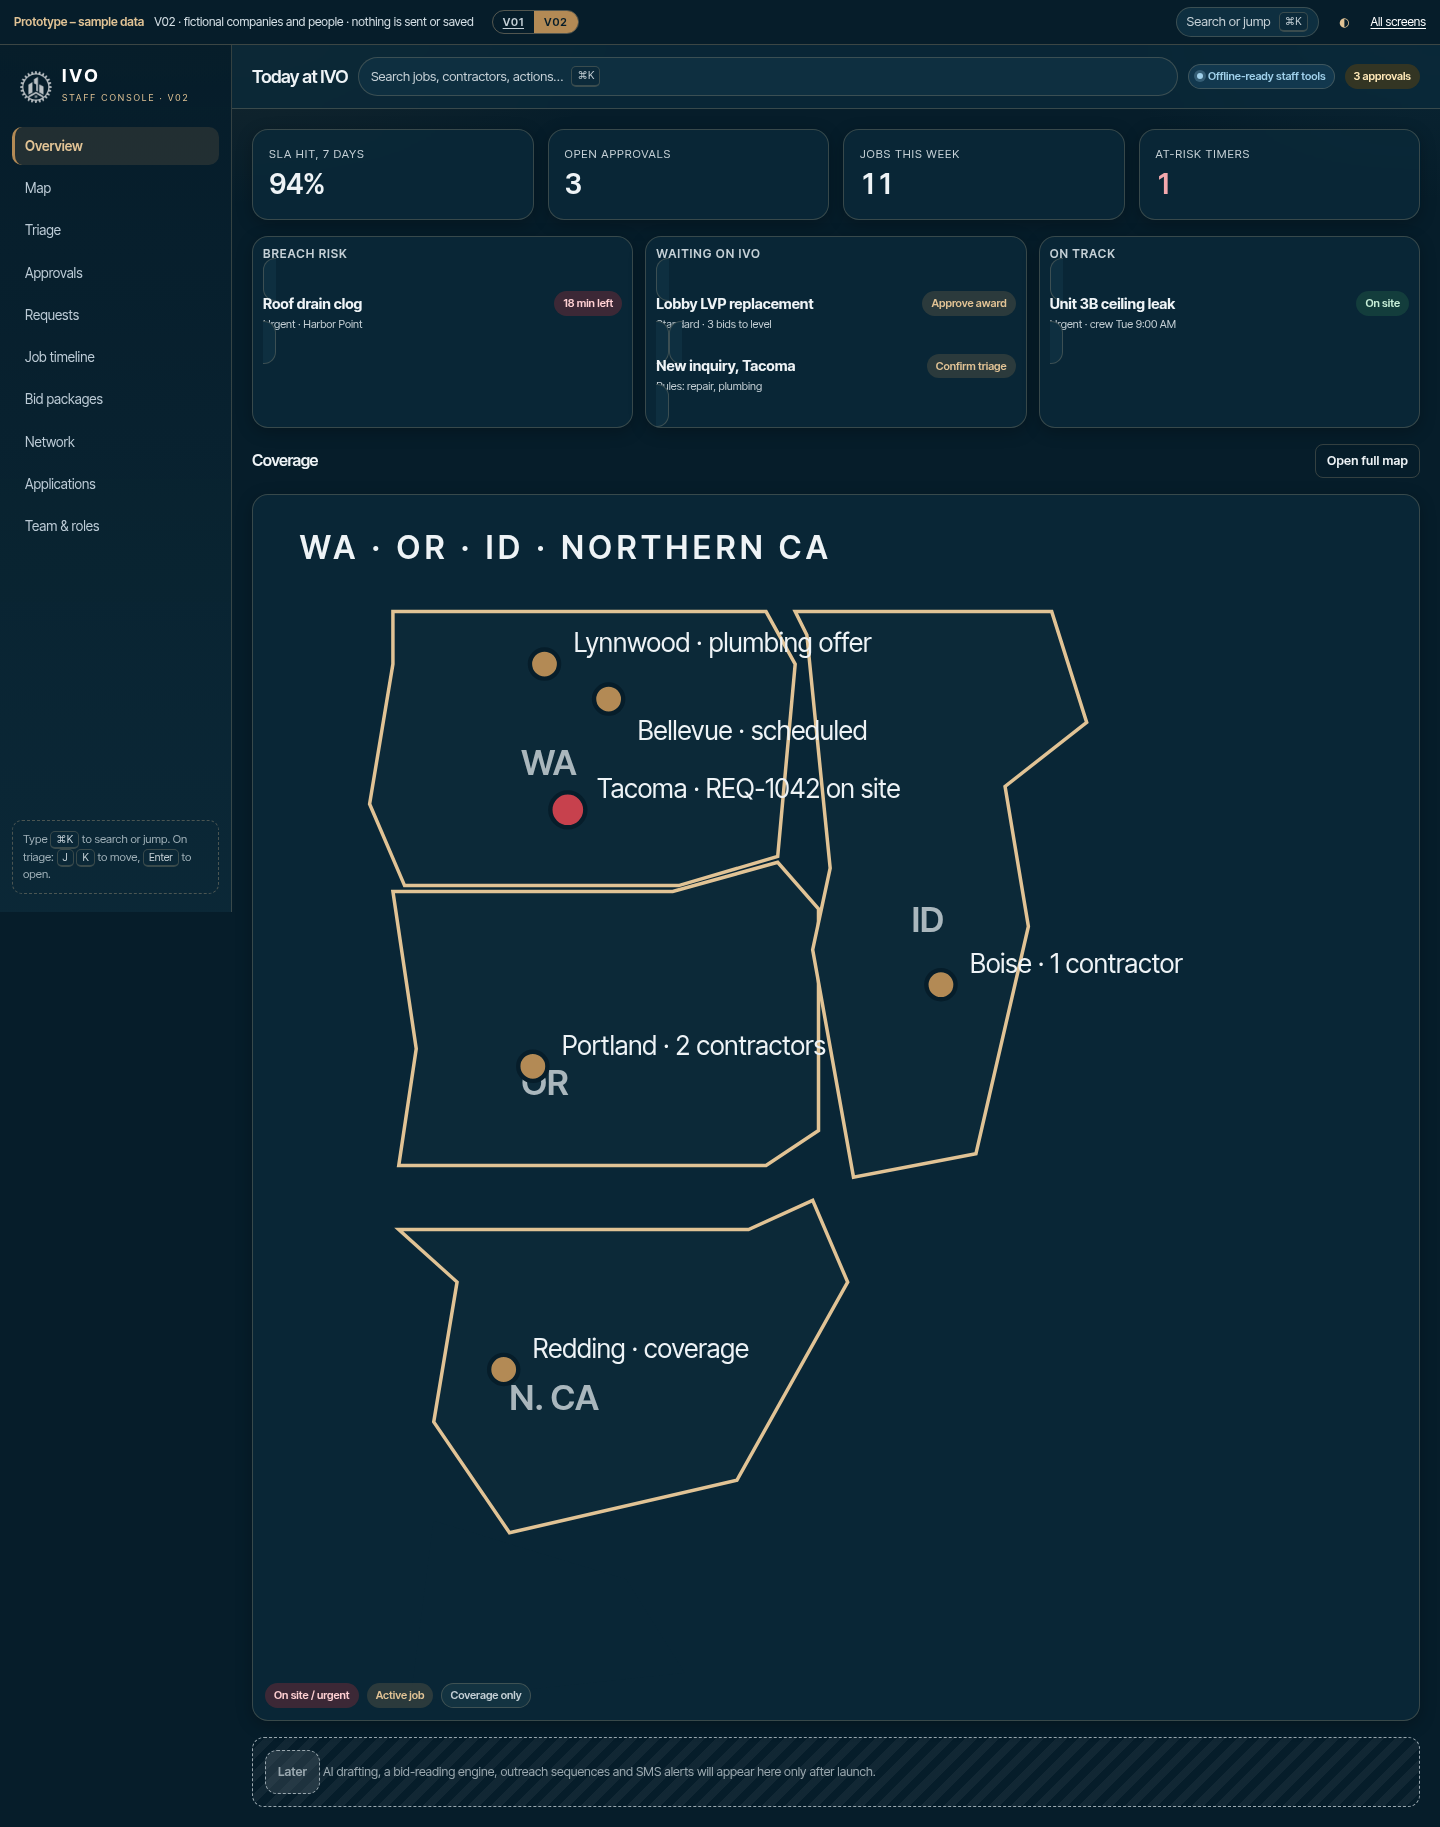 Prototype – sample data V02 · fictional companies and people · nothing is sent or saved V01 V02 Search or jump ⌘K All screens
IVO
STAFF CONSOLE · V02
Overview
Map
Triage
Approvals
Requests
Job timeline
Bid packages
Network
Applications
Team & roles
Type ⌘K to search or jump. On
triage: J K to move, Enter to
open.
Today at IVO Search jobs, contractors, actions... ⌘K Offline-ready staff tools 3 approvals
SLA HIT, 7 DAYS
94%
OPEN APPROVALS
3
JOBS THIS WEEK
11
AT-RISK TIMERS
1
BREACH RISK
Roof drain clog 18 min left
Urgent · Harbor Point
WAITING ON IVO
Lobby LVP replacement Approve award
Standard · 3 bids to level
New inquiry, Tacoma Confirm triage
Rules: repair, plumbing
ON TRACK
Unit 3B ceiling leak On site
Urgent · crew Tue 9:00 AM
Coverage Open full map
WA · OR · ID · NORTHERN CA
Lynnwood · plumbing offer
Bellevue · scheduled
WA
Tacoma · REQ-1042 on site
ID
Boise · 1 contractor
Portland · 2 contractors
OR
Redding · coverage
N. CA
On site / urgent Active job Coverage only
Later AI drafting, a bid-reading engine, outreach sequences and SMS alerts will appear here only after launch.